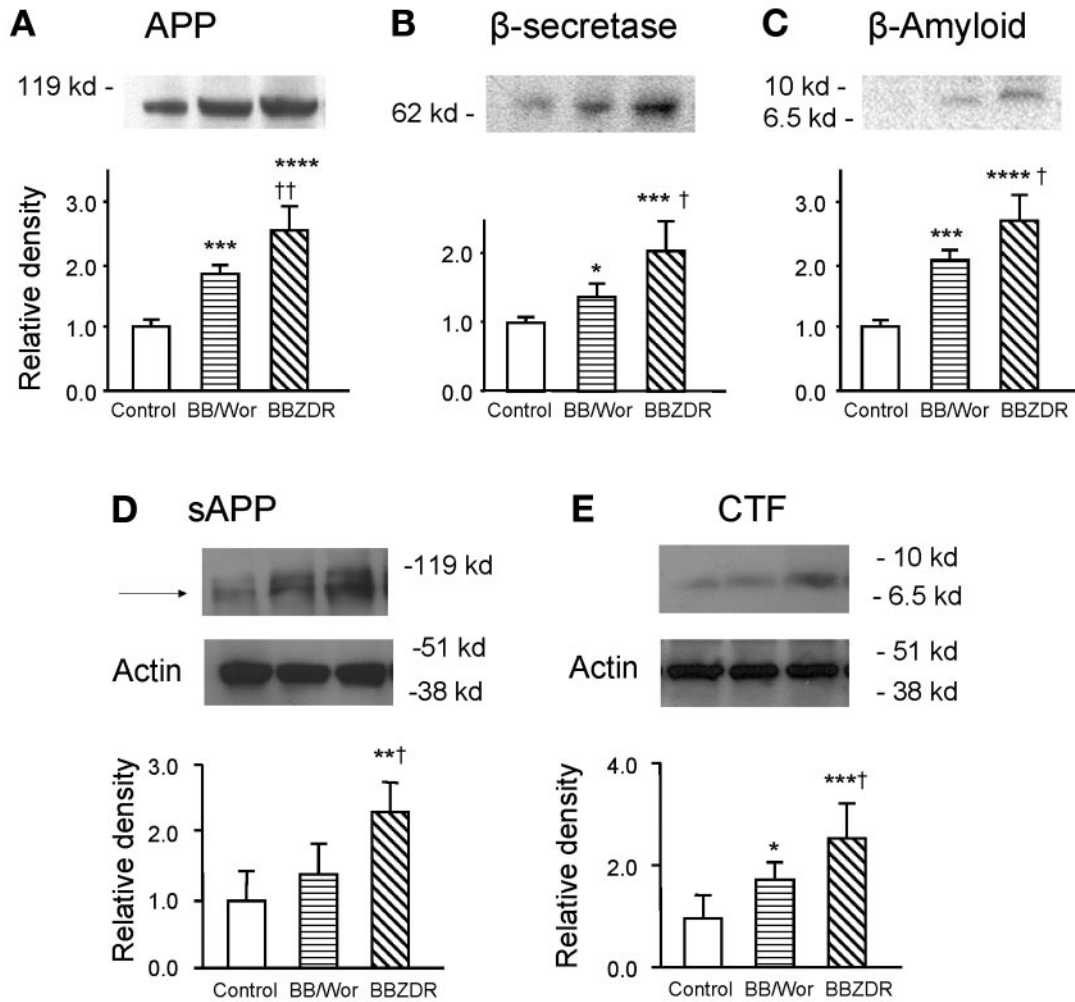 A APP
119 kd -
Relative density
3.0
2.0
1.0
0.0
***
****
††
Control BB/Wor BBZDR
B β-secretase
62 kd -
2.0
1.0
0.0
*
*** †
Control BB/Wor BBZDR
C β-Amyloid
10 kd -
6.5 kd -
3.0
2.0
1.0
0.0
***
**** †
Control BB/Wor BBZDR
D sAPP
-119 kd
Actin
-51 kd
-38 kd
Relative density
3.0
2.0
1.0
0.0
**†
Control BB/Wor BBZDR
E CTF
- 10 kd
- 6.5 kd
Actin
- 51 kd
- 38 kd
Relative density
4.0
2.0
0.0
*
***†
Control BB/Wor BBZDR